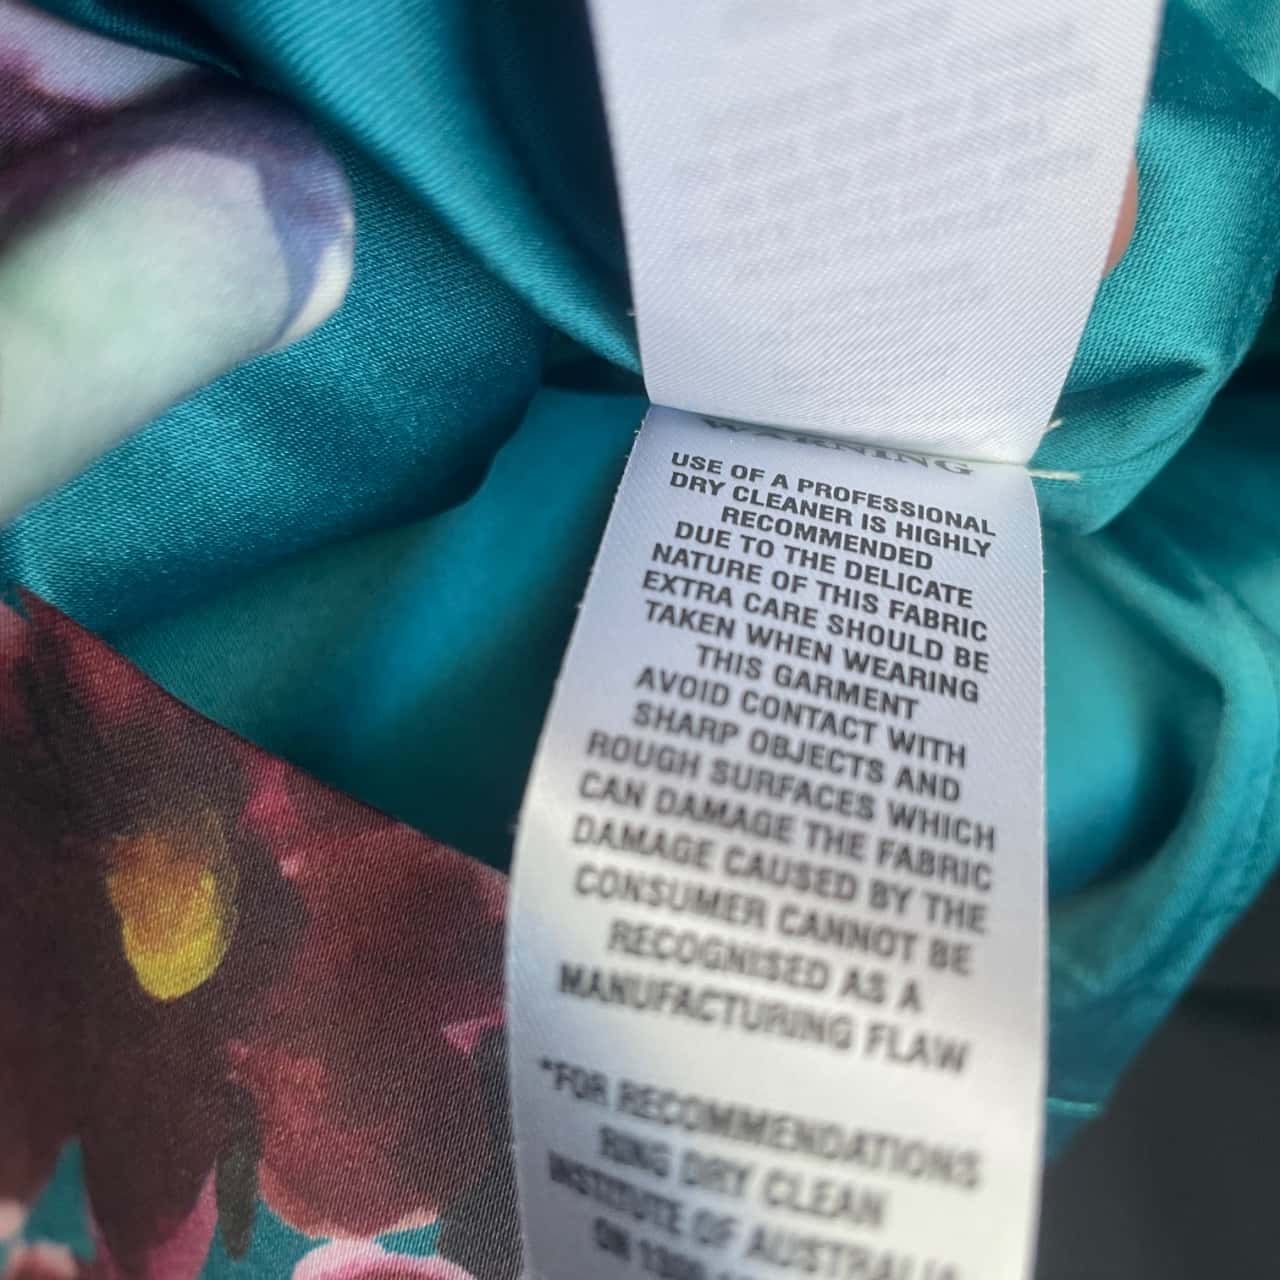 WARNING
USE OF A PROFESSIONAL
DRY CLEANER IS HIGHLY
RECOMMENDED
DUE TO THE DELICATE
NATURE OF THIS FABRIC
EXTRA CARE SHOULD BE
TAKEN WHEN WEARING
THIS GARMENT
AVOID CONTACT WITH
SHARP OBJECTS AND
ROUGH SURFACES WHICH
CAN DAMAGE THE FABRIC
DAMAGE CAUSED BY THE
CONSUMER CANNOT BE
RECOGNISED AS A
MANUFACTURING FLAW
*FOR RECOMMENDATIONS
RING DRY CLEAN
INSTITUTE OF AUSTRALIA
ON